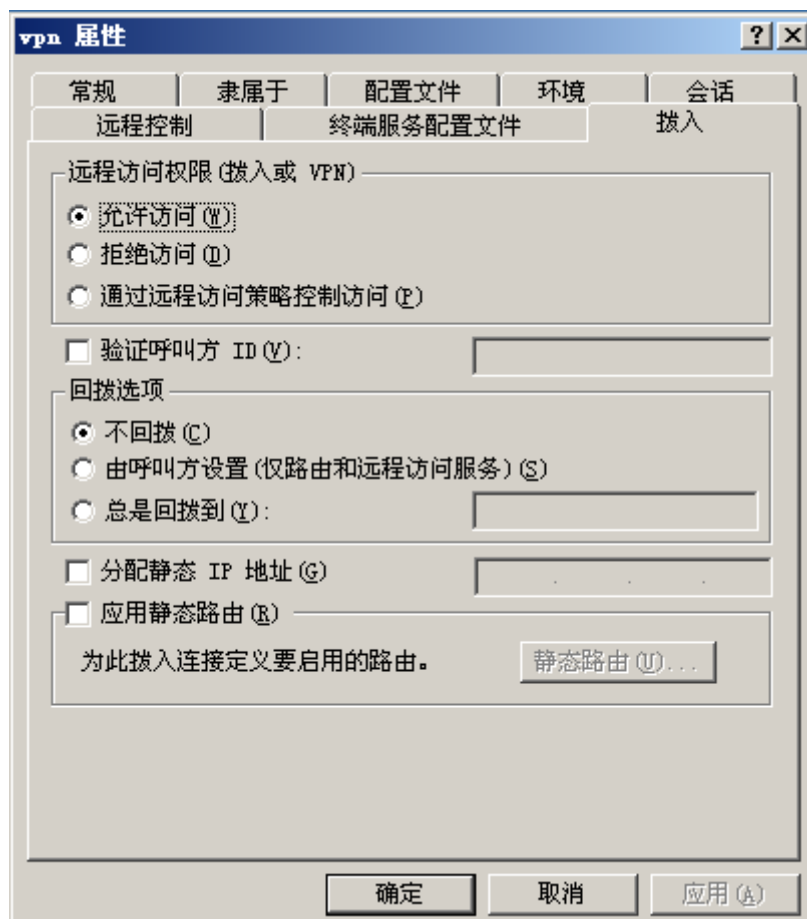 vpn 属性
常规 隶属于 配置文件 环境 会话
远程控制 终端服务配置文件 拨入
远程访问权限(拨入或 VPN)
允许访问(W)
拒绝访问(D)
通过远程访问策略控制访问(P)
验证呼叫方 ID(V):
回拨选项
不回拨(C)
由呼叫方设置(仅路由和远程访问服务)(S)
总是回拨到(Y):
分配静态 IP 地址(G)
应用静态路由(R)
为此拨入连接定义要启用的路由。 静态路由(U)...
确定 取消 应用(A)